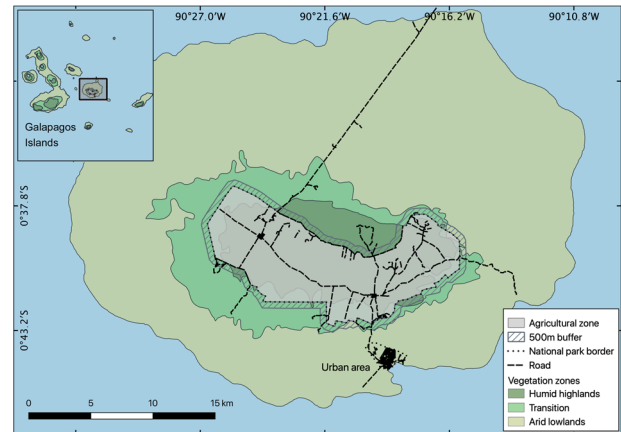 90°27.0'W
90°21.6'W
90°16.2'W
90°10.8'W
Galapagos
Islands
0°37.8'S
0°43.2'S
Urban area
0
5
10
15 km
Agricultural zone
500m buffer
National park border
Road
Vegetation zones
Humid highlands
Transition
Arid lowlands